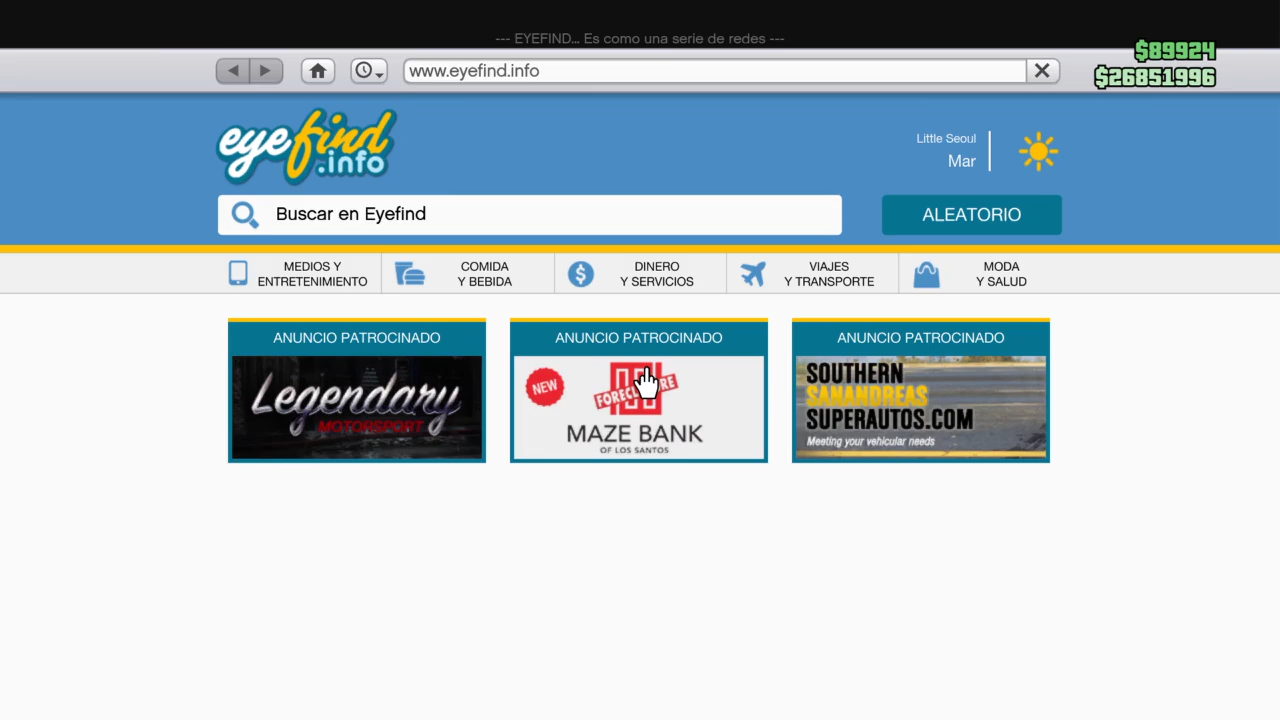 --- EYEFIND... Es como una serie de redes ---
$89924
www.eyefind.info
$26851996
eyefind
.info
Little Seoul
Mar
Buscar en Eyefind
ALEATORIO
MEDIOS Y
ENTRETENIMIENTO
COMIDA
Y BEBIDA
DINERO
Y SERVICIOS
VIAJES
Y TRANSPORTE
MODA
Y SALUD
ANUNCIO PATROCINADO
Legendary
MOTORSPORT
ANUNCIO PATROCINADO
NEW
FORECLOSURE
MAZE BANK
OF LOS SANTOS
ANUNCIO PATROCINADO
SOUTHERN
SANANDREAS
SUPERAUTOS.COM
Meeting your vehicular needs